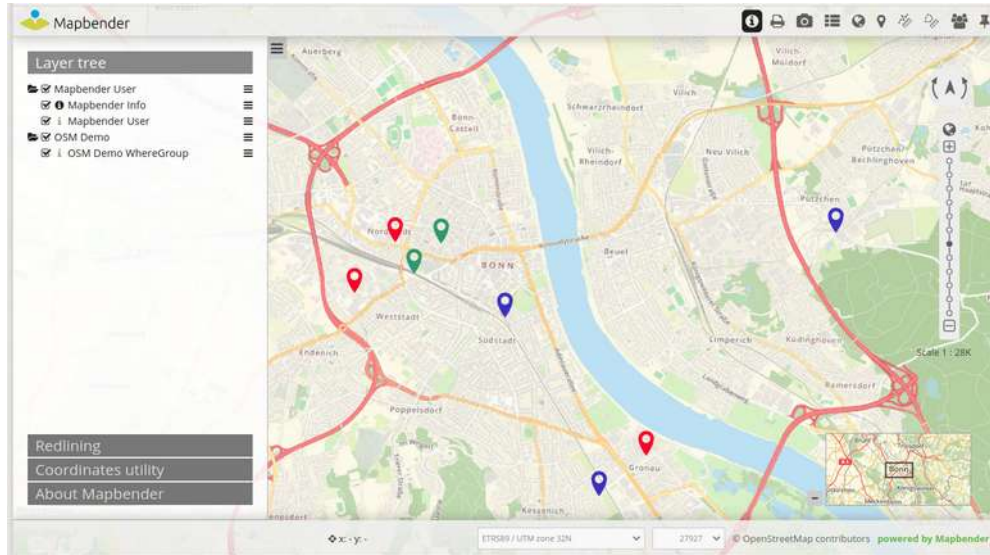 Mapbender
Layer tree
Mapbender User
Mapbender Info
Mapbender User
OSM Demo
OSM Demo WhereGroup
Redlining
Coordinates utility
About Mapbender
Auerberg
Vilich-
Müldorf
Vilich
Schwarzrheindorf
Bonn-
Castell
Vilich-
Rheindorf
Neu Vilich
Pützchen/
Bechlinghoven
Pützchen
BONN
Beuel
Weststadt
Südstadt
Endenich
Limperich
Küdinghoven
Scale 1 : 28K
Ramersdorf
Poppelsdorf
Gronau
Kessenich
Bonn
Königswinter
x: - y: -
ETRS89 / UTM zone 32N
27927
© OpenStreetMap contributors
powered by Mapbender